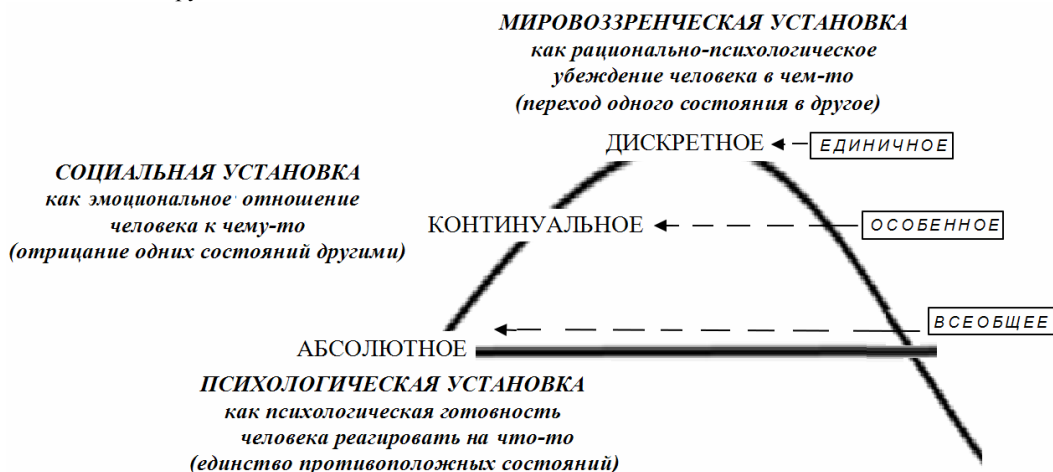 МИРОВОЗЗРЕНЧЕСКАЯ УСТАНОВКА
как рационально-психологическое
убеждение человека в чем-то
(переход одного состояния в другое)
ДИСКРЕТНОЕ
ЕДИНИЧНОЕ
СОЦИАЛЬНАЯ УСТАНОВКА
как эмоциональное отношение
человека к чему-то
(отрицание одних состояний другими)
КОНТИНУАЛЬНОЕ
ОСОБЕННОЕ
ВСЕОБЩЕЕ
АБСОЛЮТНОЕ
ПСИХОЛОГИЧЕСКАЯ УСТАНОВКА
как психологическая готовность
человека реагировать на что-то
(единство противоположных состояний)